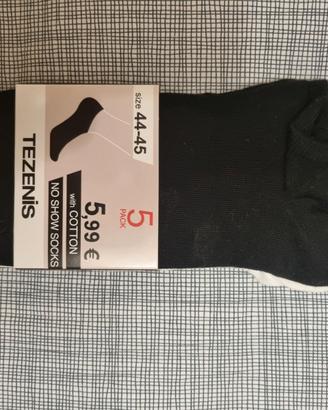 size 44-45
5
PACK
5,99 €
with COTTON
NO SHOW SOCKS
TEZENIS